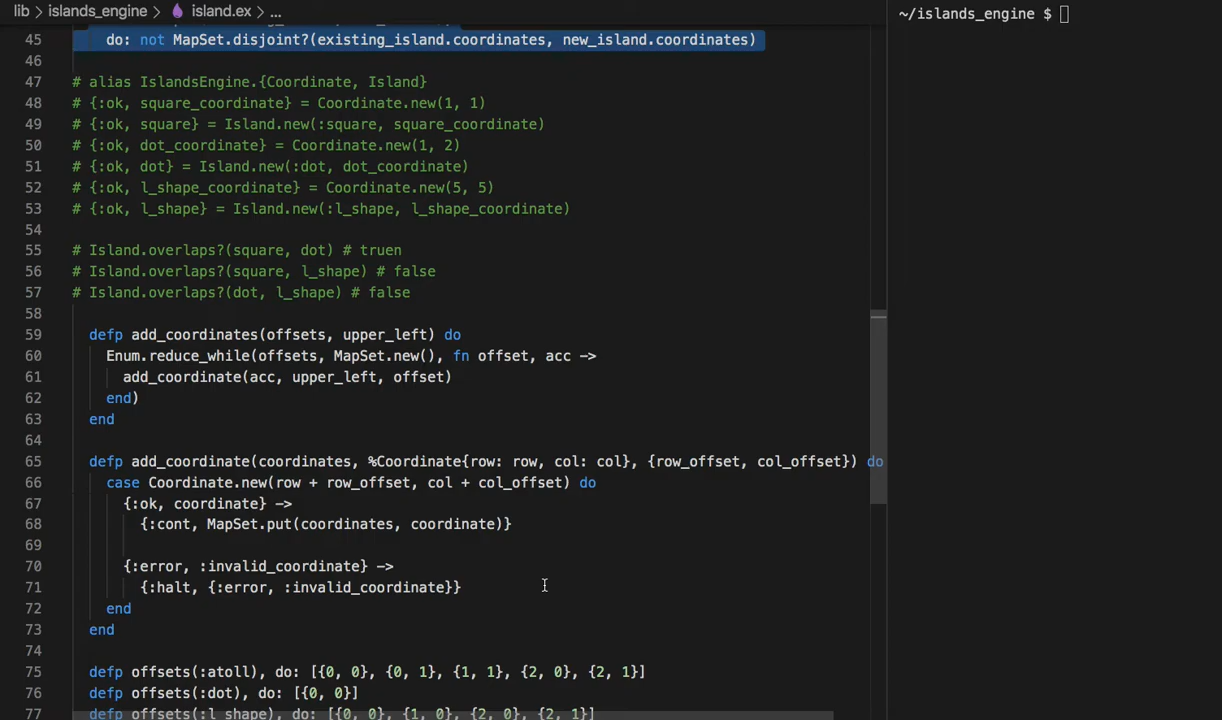 lib > islands_engine > island.ex > ...
~/islands_engine $
45 do: not MapSet.disjoint?(existing_island.coordinates, new_island.coordinates)
46
47 # alias IslandsEngine.{Coordinate, Island}
48 # {:ok, square_coordinate} = Coordinate.new(1, 1)
49 # {:ok, square} = Island.new(:square, square_coordinate)
50 # {:ok, dot_coordinate} = Coordinate.new(1, 2)
51 # {:ok, dot} = Island.new(:dot, dot_coordinate)
52 # {:ok, l_shape_coordinate} = Coordinate.new(5, 5)
53 # {:ok, l_shape} = Island.new(:l_shape, l_shape_coordinate)
54
55 # Island.overlaps?(square, dot) # truen
56 # Island.overlaps?(square, l_shape) # false
57 # Island.overlaps?(dot, l_shape) # false
58
59 defp add_coordinates(offsets, upper_left) do
60 Enum.reduce_while(offsets, MapSet.new(), fn offset, acc ->
61 add_coordinate(acc, upper_left, offset)
62 end)
63 end
64
65 defp add_coordinate(coordinates, %Coordinate{row: row, col: col}, {row_offset, col_offset}) do
66 case Coordinate.new(row + row_offset, col + col_offset) do
67 {:ok, coordinate} ->
68 {:cont, MapSet.put(coordinates, coordinate)}
69
70 {:error, :invalid_coordinate} ->
71 {:halt, {:error, :invalid_coordinate}}
72 end
73 end
74
75 defp offsets(:atoll), do: [{0, 0}, {0, 1}, {1, 1}, {2, 0}, {2, 1}]
76 defp offsets(:dot), do: [{0, 0}]
77 defp offsets(:l_shape), do: [{0, 0}, {1, 0}, {2, 0}, {2, 1}]